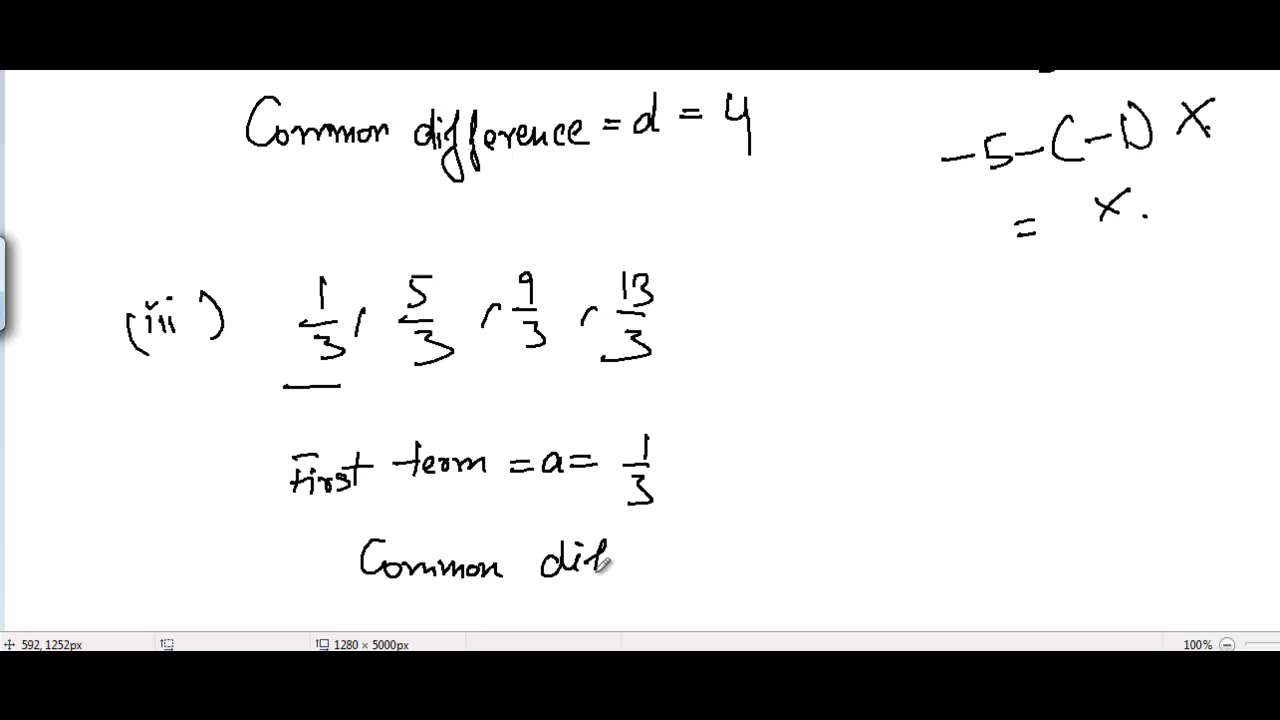 Common difference = d = 4
-5-(-1) X
= X.
(iii) 1/3, 5/3, 9/3, 13/3
First term = a = 1/3
Common dif
592, 1252px 1280 × 5000px 100%